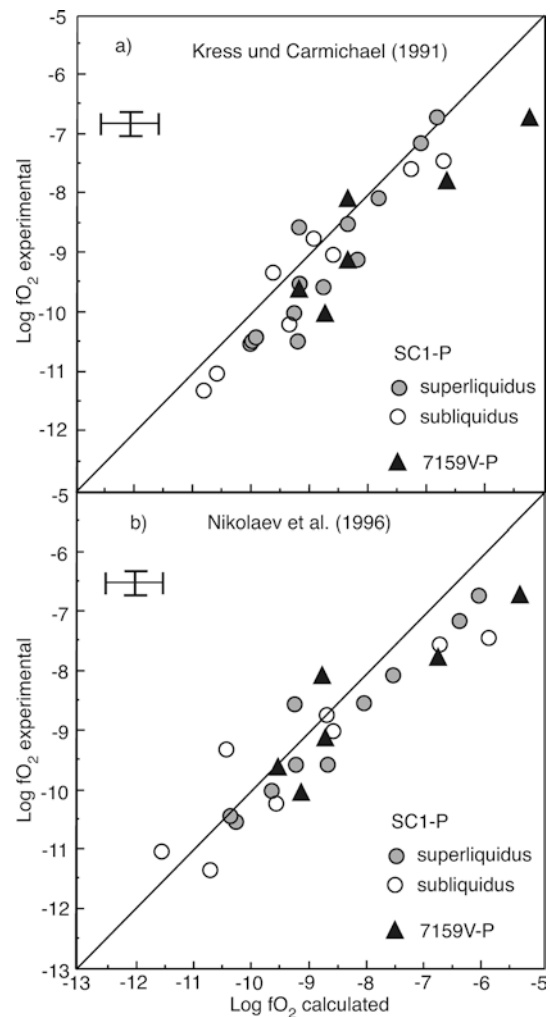 -5
a)
Kress und Carmichael (1991)
-6
-7
-8
-9
-10
-11
-12
Log fO2 experimental
SC1-P
superliquidus
subliquidus
7159V-P
-5
b)
Nikolaev et al. (1996)
-6
-7
-8
-9
-10
-11
-12
-13
Log fO2 experimental
SC1-P
superliquidus
subliquidus
7159V-P
-13 -12 -11 -10 -9 -8 -7 -6 -5
Log fO2 calculated